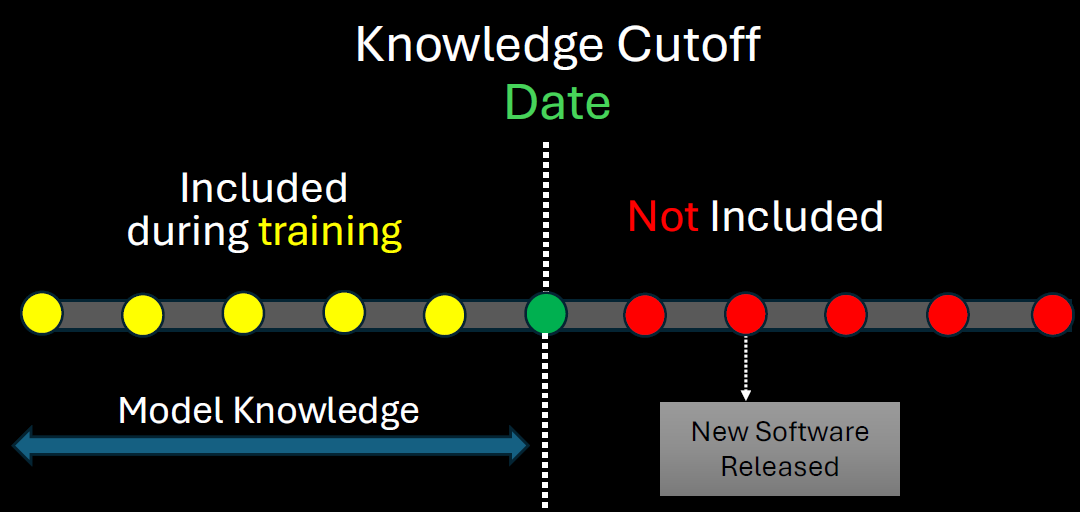 Knowledge Cutoff
Date
Included
during training
Not Included
Model Knowledge
New Software
Released